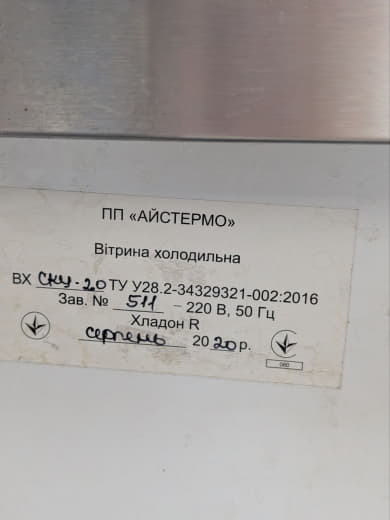 ПП «АЙСТЕРМО»
Вітрина холодильна
ВХ СКУ-2.0 ТУ У28.2-34329321-002:2016
Зав. № 511 – 220 В, 50 Гц
Хладон R
серпень 2020 р.